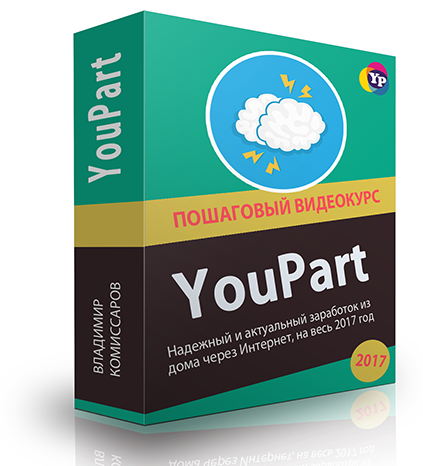 YouPart
ВЛАДИМИР
КОМИССАРОВ
Yp
ПОШАГОВЫЙ ВИДЕОКУРС
YouPart
Надежный и актуальный заработок из
дома через Интернет, на весь 2017 год
2017